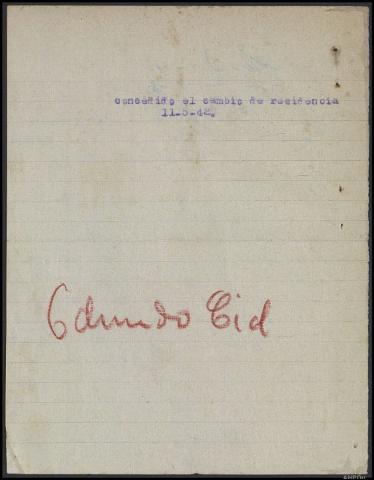 concedido el cambio de residencia
11-5-42.
Edmundo Cid